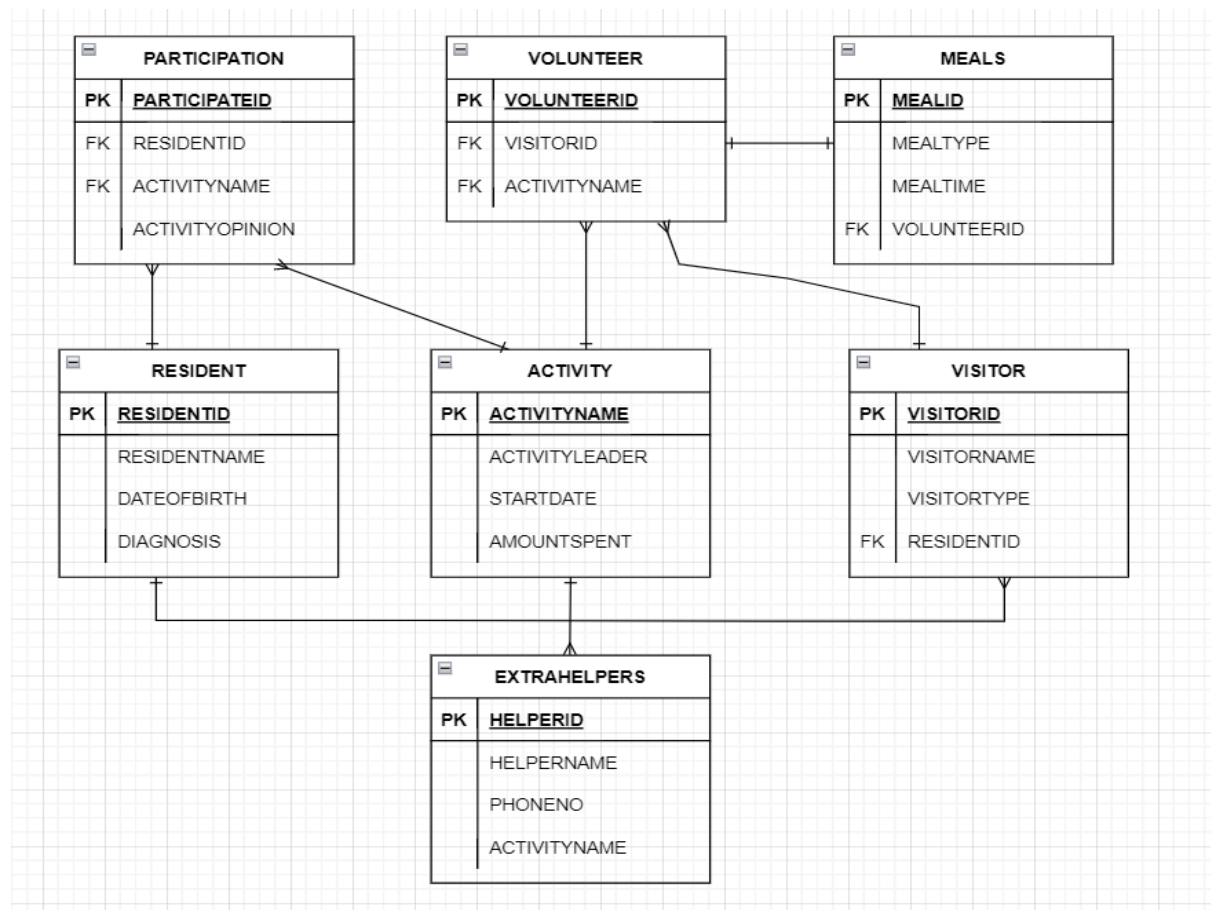 PARTICIPATION
PK PARTICIPATEID
FK RESIDENTID
FK ACTIVITYNAME
ACTIVITYOPINION
VOLUNTEER
PK VOLUNTEERID
FK VISITORID
FK ACTIVITYNAME
MEALS
PK MEALID
MEALTYPE
MEALTIME
FK VOLUNTEERID
RESIDENT
PK RESIDENTID
RESIDENTNAME
DATEOFBIRTH
DIAGNOSIS
ACTIVITY
PK ACTIVITYNAME
ACTIVITYLEADER
STARTDATE
AMOUNTSPENT
VISITOR
PK VISITORID
VISITORNAME
VISITORTYPE
FK RESIDENTID
EXTRAHELPERS
PK HELPERID
HELPERNAME
PHONENO
ACTIVITYNAME